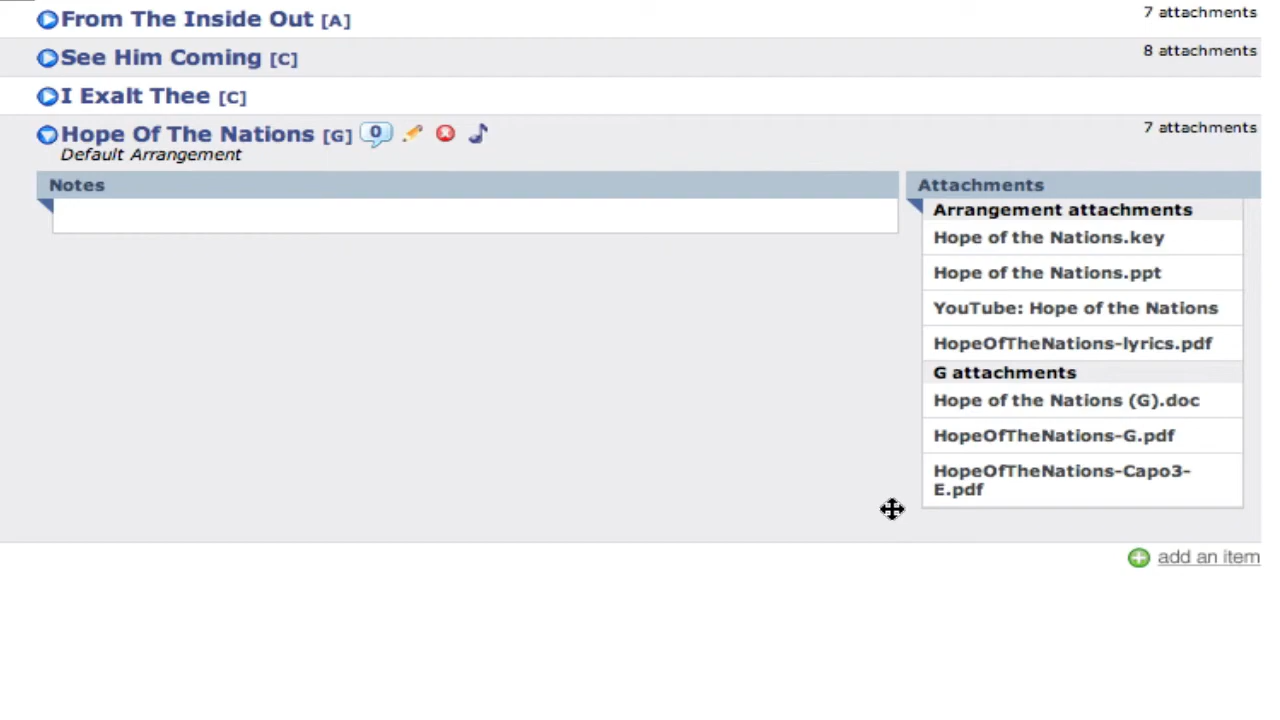 From The Inside Out [A]
7 attachments
See Him Coming [C]
8 attachments
I Exalt Thee [C]
Hope Of The Nations [G] 0
7 attachments
Default Arrangement
Notes
Attachments
Arrangement attachments
Hope of the Nations.key
Hope of the Nations.ppt
YouTube: Hope of the Nations
HopeOfTheNations-lyrics.pdf
G attachments
Hope of the Nations (G).doc
HopeOfTheNations-G.pdf
HopeOfTheNations-Capo3-
E.pdf
add an item